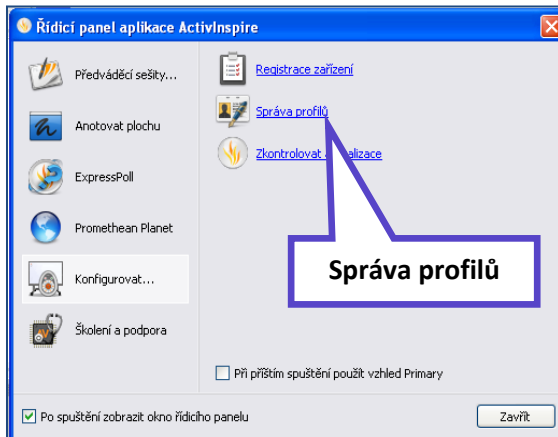 Řídicí panel aplikace ActivInspire
Předváděcí sešity...
Anotovat plochu
ExpressPoll
Promethean Planet
Konfigurovat...
Školení a podpora
Registrace zařízení
Správa profilů
Zkontrolovat alizace
Správa profilů
Při příštím spuštění použít vzhled Primary
Po spuštění zobrazit okno řídicího panelu
Zavřít